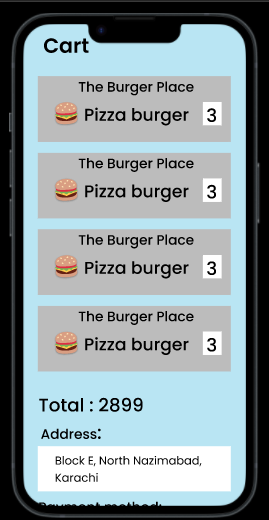 Cart
The Burger Place
Pizza burger 3
The Burger Place
Pizza burger 3
The Burger Place
Pizza burger 3
The Burger Place
Pizza burger 3
Total : 2899
Address:
Block E, North Nazimabad,
Karachi
Payment method: